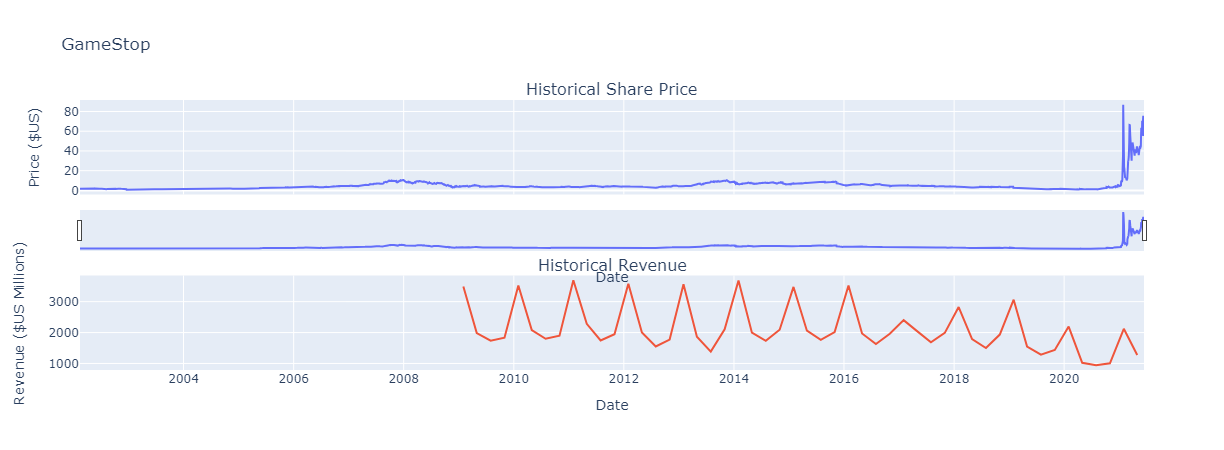 GameStop
Historical Share Price
Price ($US)
80
60
40
20
0
Historical Revenue
Date
Revenue ($US Millions)
3000
2000
1000
2004 2006 2008 2010 2012 2014 2016 2018 2020
Date